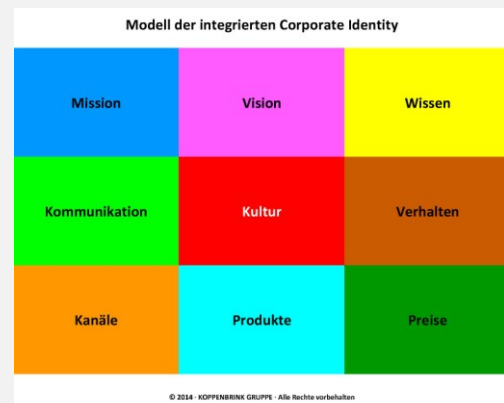 Modell der integrierten Corporate Identity
Mission
Vision
Wissen
Kommunikation
Kultur
Verhalten
Kanäle
Produkte
Preise
© 2014 · KOPPENBRINK GRUPPE · Alle Rechte vorbehalten